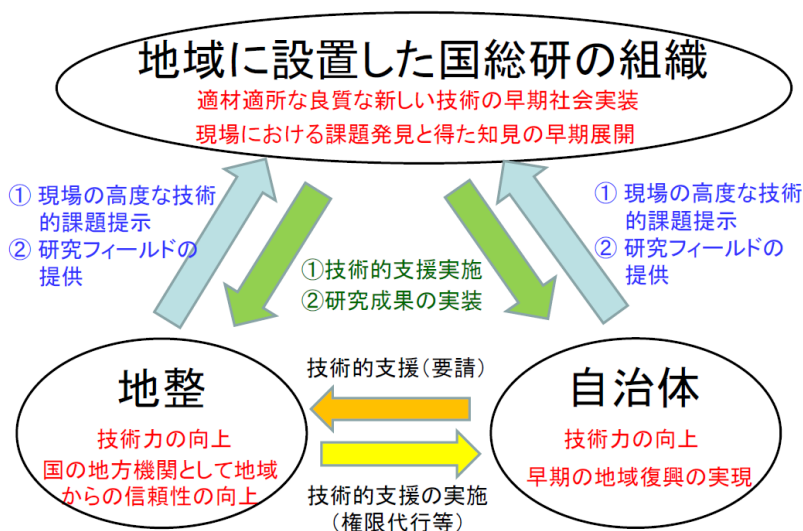 地域に設置した国総研の組織
適材適所な良質な新しい技術の早期社会実装
現場における課題発見と得た知見の早期展開
① 現場の高度な技術
的課題提示
② 研究フィールドの
提供
① 現場の高度な技術
的課題提示
② 研究フィールドの
提供
①技術的支援実施
②研究成果の実装
地整
技術力の向上
国の地方機関として地域
からの信頼性の向上
技術的支援(要請)
技術的支援の実施
(権限代行等)
自治体
技術力の向上
早期の地域復興の実現